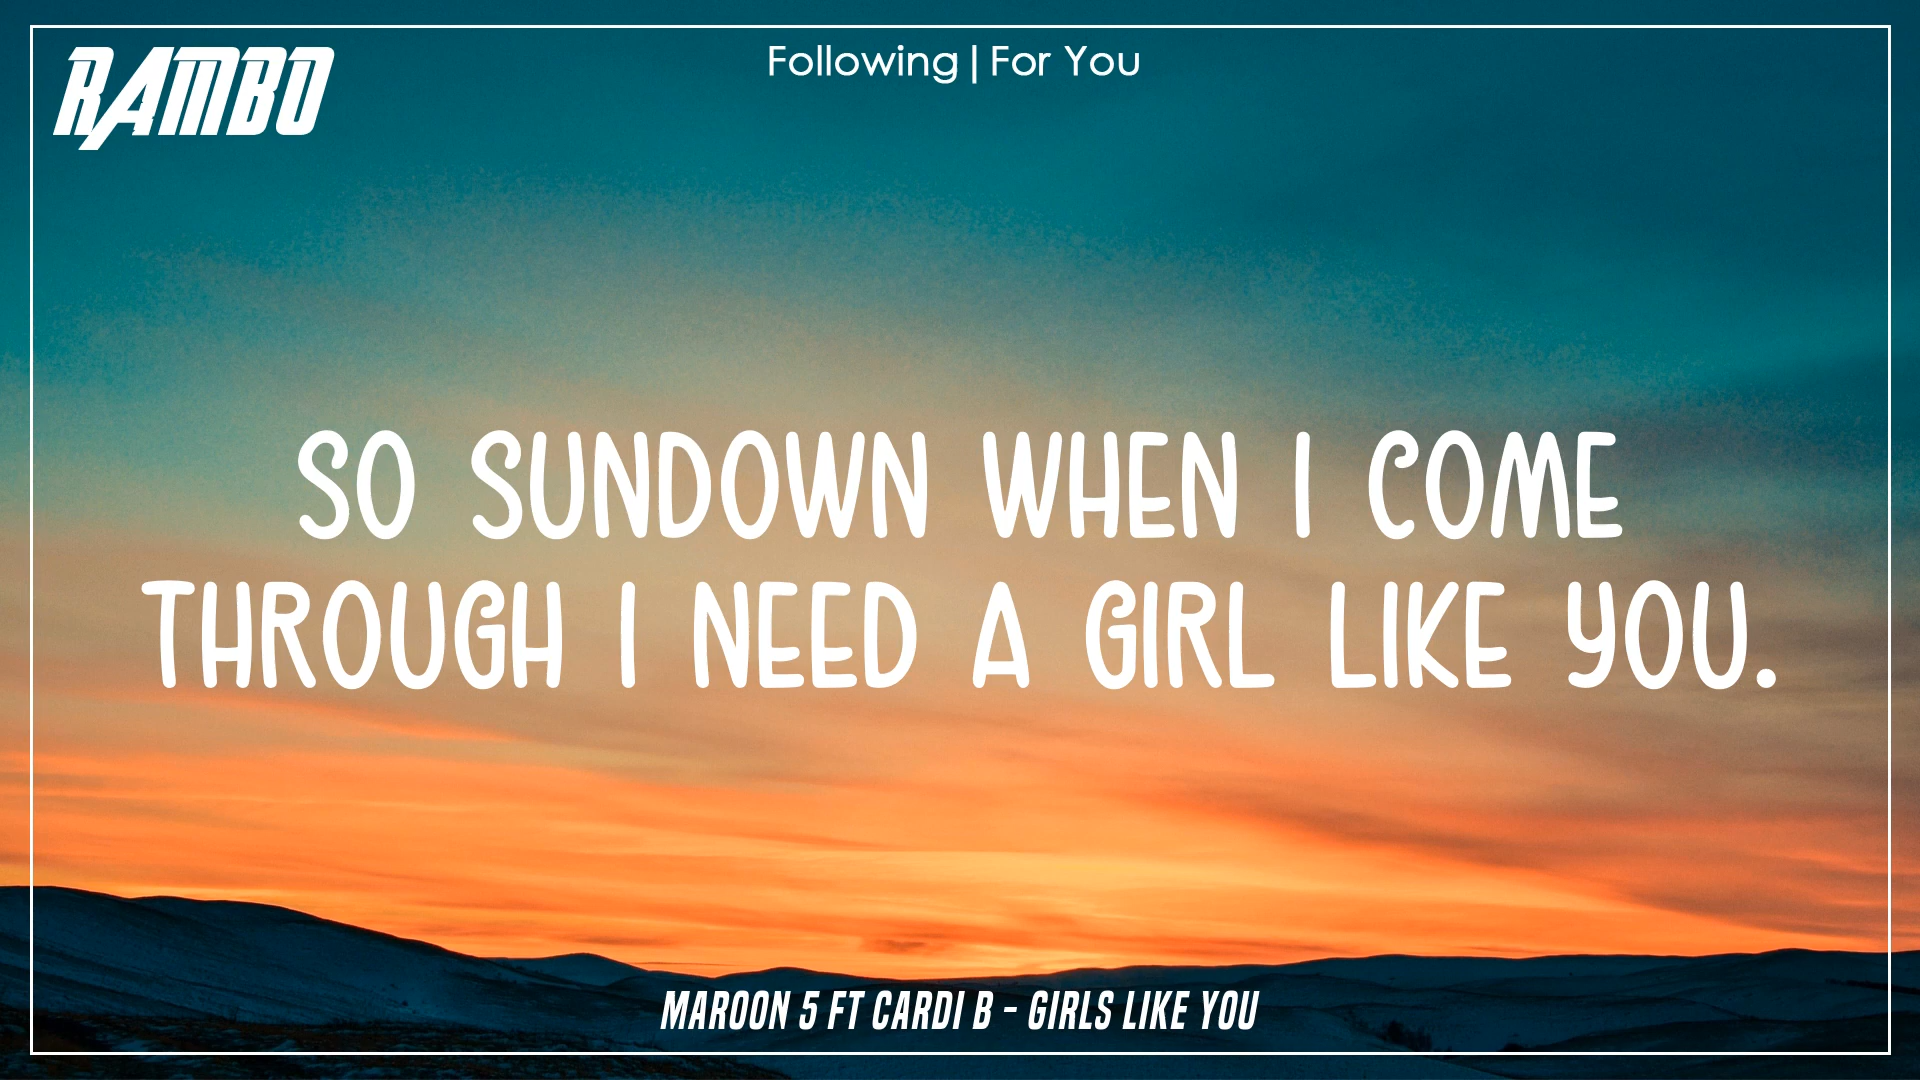 RAMBO
Following | For You
SO SUNDOWN WHEN I COME
THROUGH I NEED A GIRL LIKE YOU.
MAROON 5 FT CARDI B - GIRLS LIKE YOU